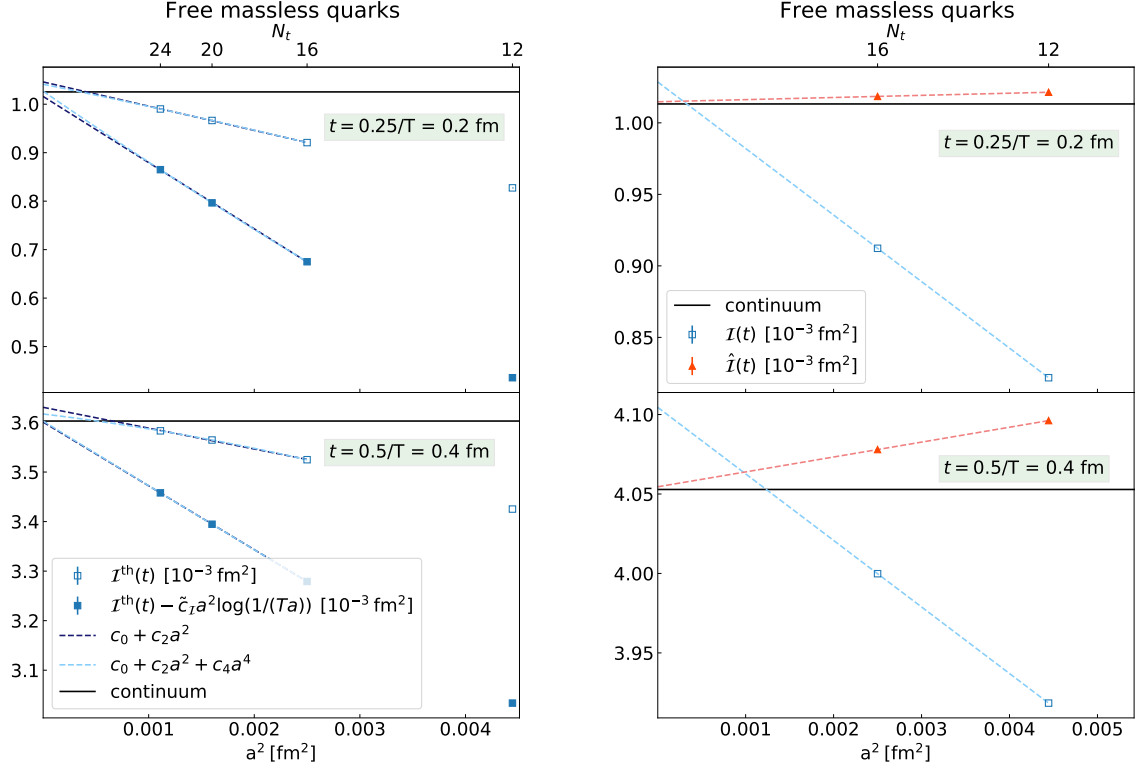 Free massless quarks
N_t
24 20 16 12
1.0
0.9
0.8
0.7
0.6
0.5
t = 0.25/T = 0.2 fm
3.6
3.5
3.4
3.3
3.2
3.1
t = 0.5/T = 0.4 fm
ℐ^th(t) [10^−3 fm^2]
ℐ^th(t) − c̃_ℐ a^2 log(1/(Ta)) [10^−3 fm^2]
c_0 + c_2a^2
c_0 + c_2a^2 + c_4a^4
continuum
0.001 0.002 0.003 0.004
a^2 [fm^2]
Free massless quarks
N_t
16 12
1.00
0.95
0.90
0.85
t = 0.25/T = 0.2 fm
continuum
ℐ(t) [10^−3 fm^2]
ℐ̂(t) [10^−3 fm^2]
4.10
4.05
4.00
3.95
t = 0.5/T = 0.4 fm
0.001 0.002 0.003 0.004 0.005
a^2 [fm^2]